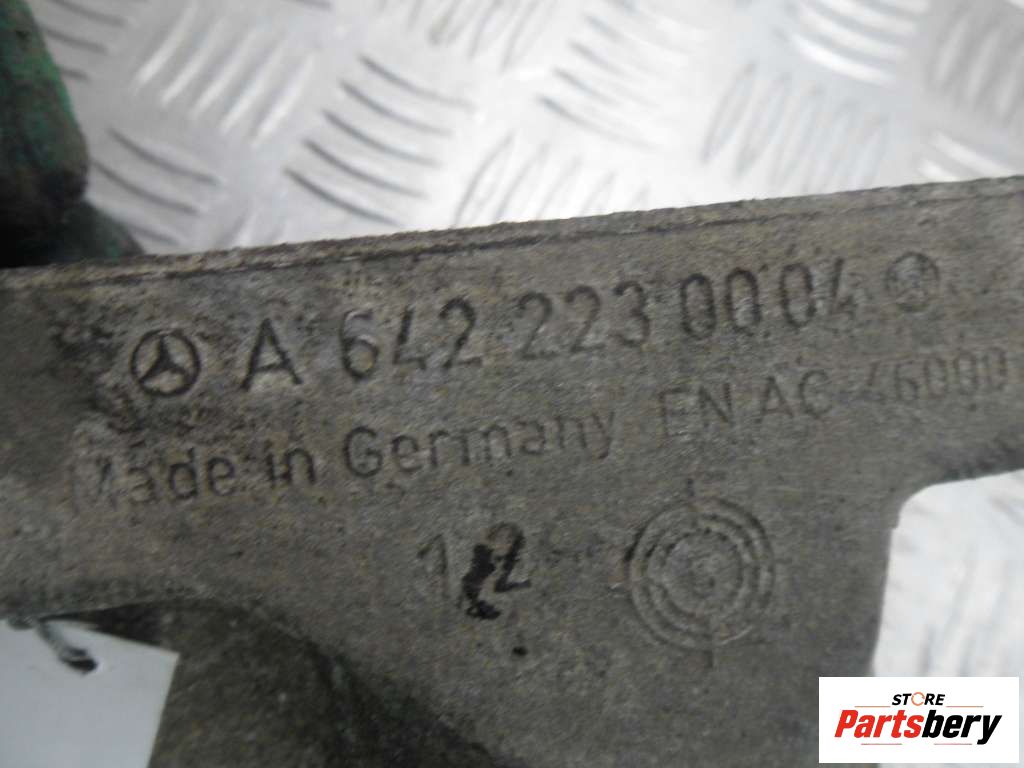 A 642 223 00 04
Made in Germany EN AC-46000
12
STORE
Partsbery